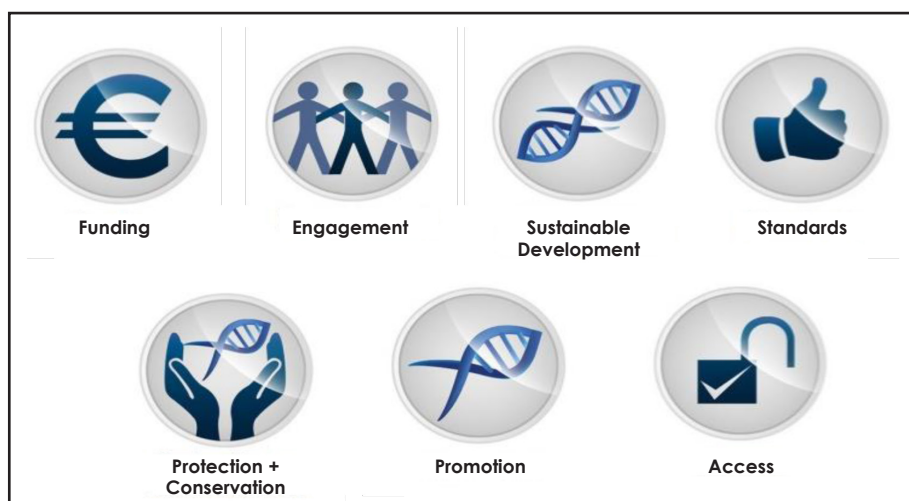 Funding
Engagement
Sustainable
Development
Standards
Protection +
Conservation
Promotion
Access